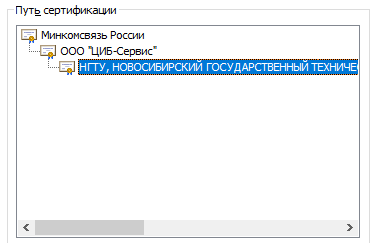 Путь сертификации
Минкомсвязь России
ООО "ЦИБ-Сервис"
НГТУ, НОВОСИБИРСКИЙ ГОСУДАРСТВЕННЫЙ ТЕХНИЧЕ